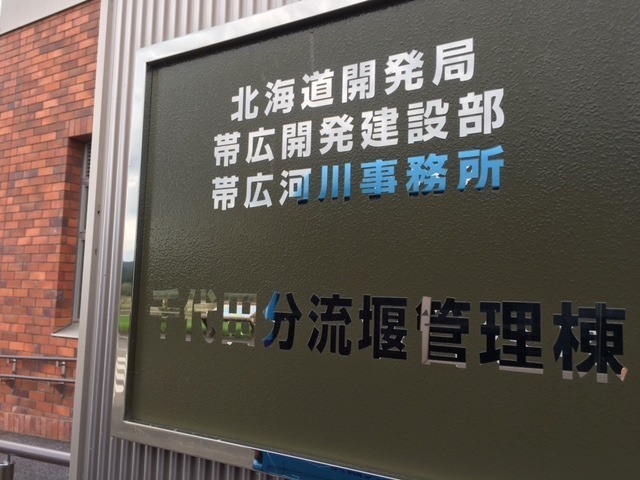 北海道開発局
帯広開発建設部
帯広河川事務所
千代田分流堰管理棟